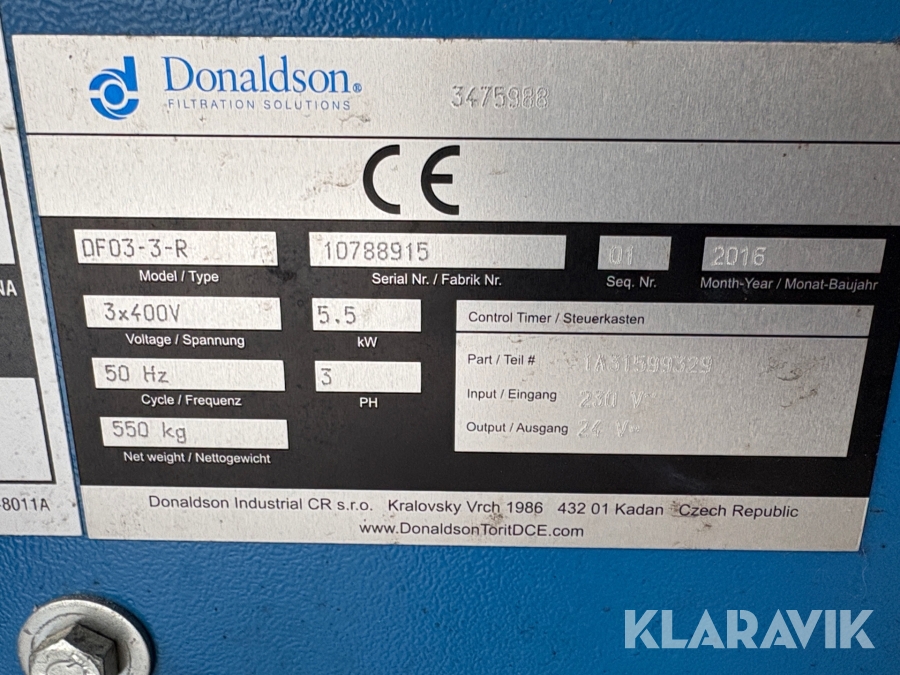 Donaldson®
FILTRATION SOLUTIONS
3475988
CE
DF03-3-R
Model / Type
10788915
Serial Nr. / Fabrik Nr.
01
Seq. Nr.
2016
Month-Year / Monat-Baujahr
3x400V
Voltage / Spannung
5.5
kW
Control Timer / Steuerkasten
50 Hz
Cycle / Frequenz
3
PH
Part / Teil # 1A31599329
Input / Eingang 230 V~
Output / Ausgang 24 V
550 kg
Net weight / Nettogewicht
Donaldson Industrial CR s.r.o. Kralovsky Vrch 1986 432 01 Kadan Czech Republic
www.DonaldsonToritDCE.com
NA
8011A
KLARAVIK